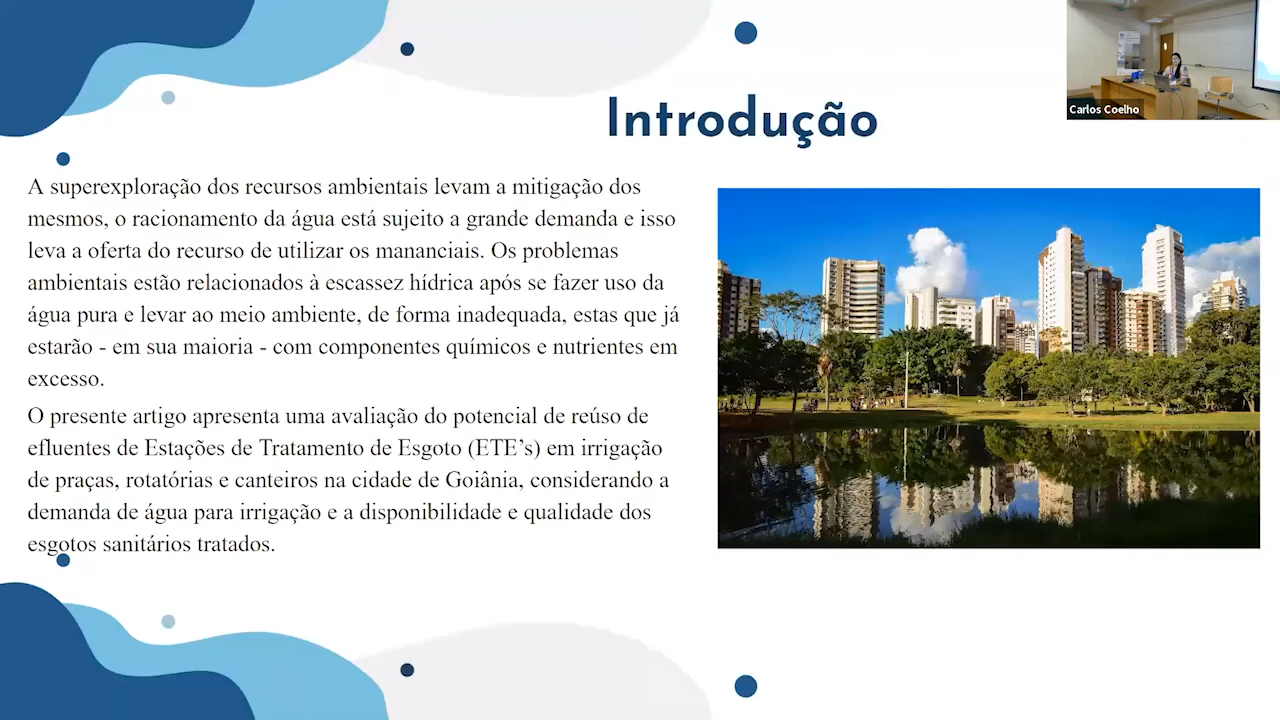 Introdução
Carlos Coelho
A superexploração dos recursos ambientais levam a mitigação dos
mesmos, o racionamento da água está sujeito a grande demanda e isso
leva a oferta do recurso de utilizar os mananciais. Os problemas
ambientais estão relacionados à escassez hídrica após se fazer uso da
água pura e levar ao meio ambiente, de forma inadequada, estas que já
estarão - em sua maioria - com componentes químicos e nutrientes em
excesso.
O presente artigo apresenta uma avaliação do potencial de reúso de
efluentes de Estações de Tratamento de Esgoto (ETE’s) em irrigação
de praças, rotatórias e canteiros na cidade de Goiânia, considerando a
demanda de água para irrigação e a disponibilidade e qualidade dos
esgotos sanitários tratados.